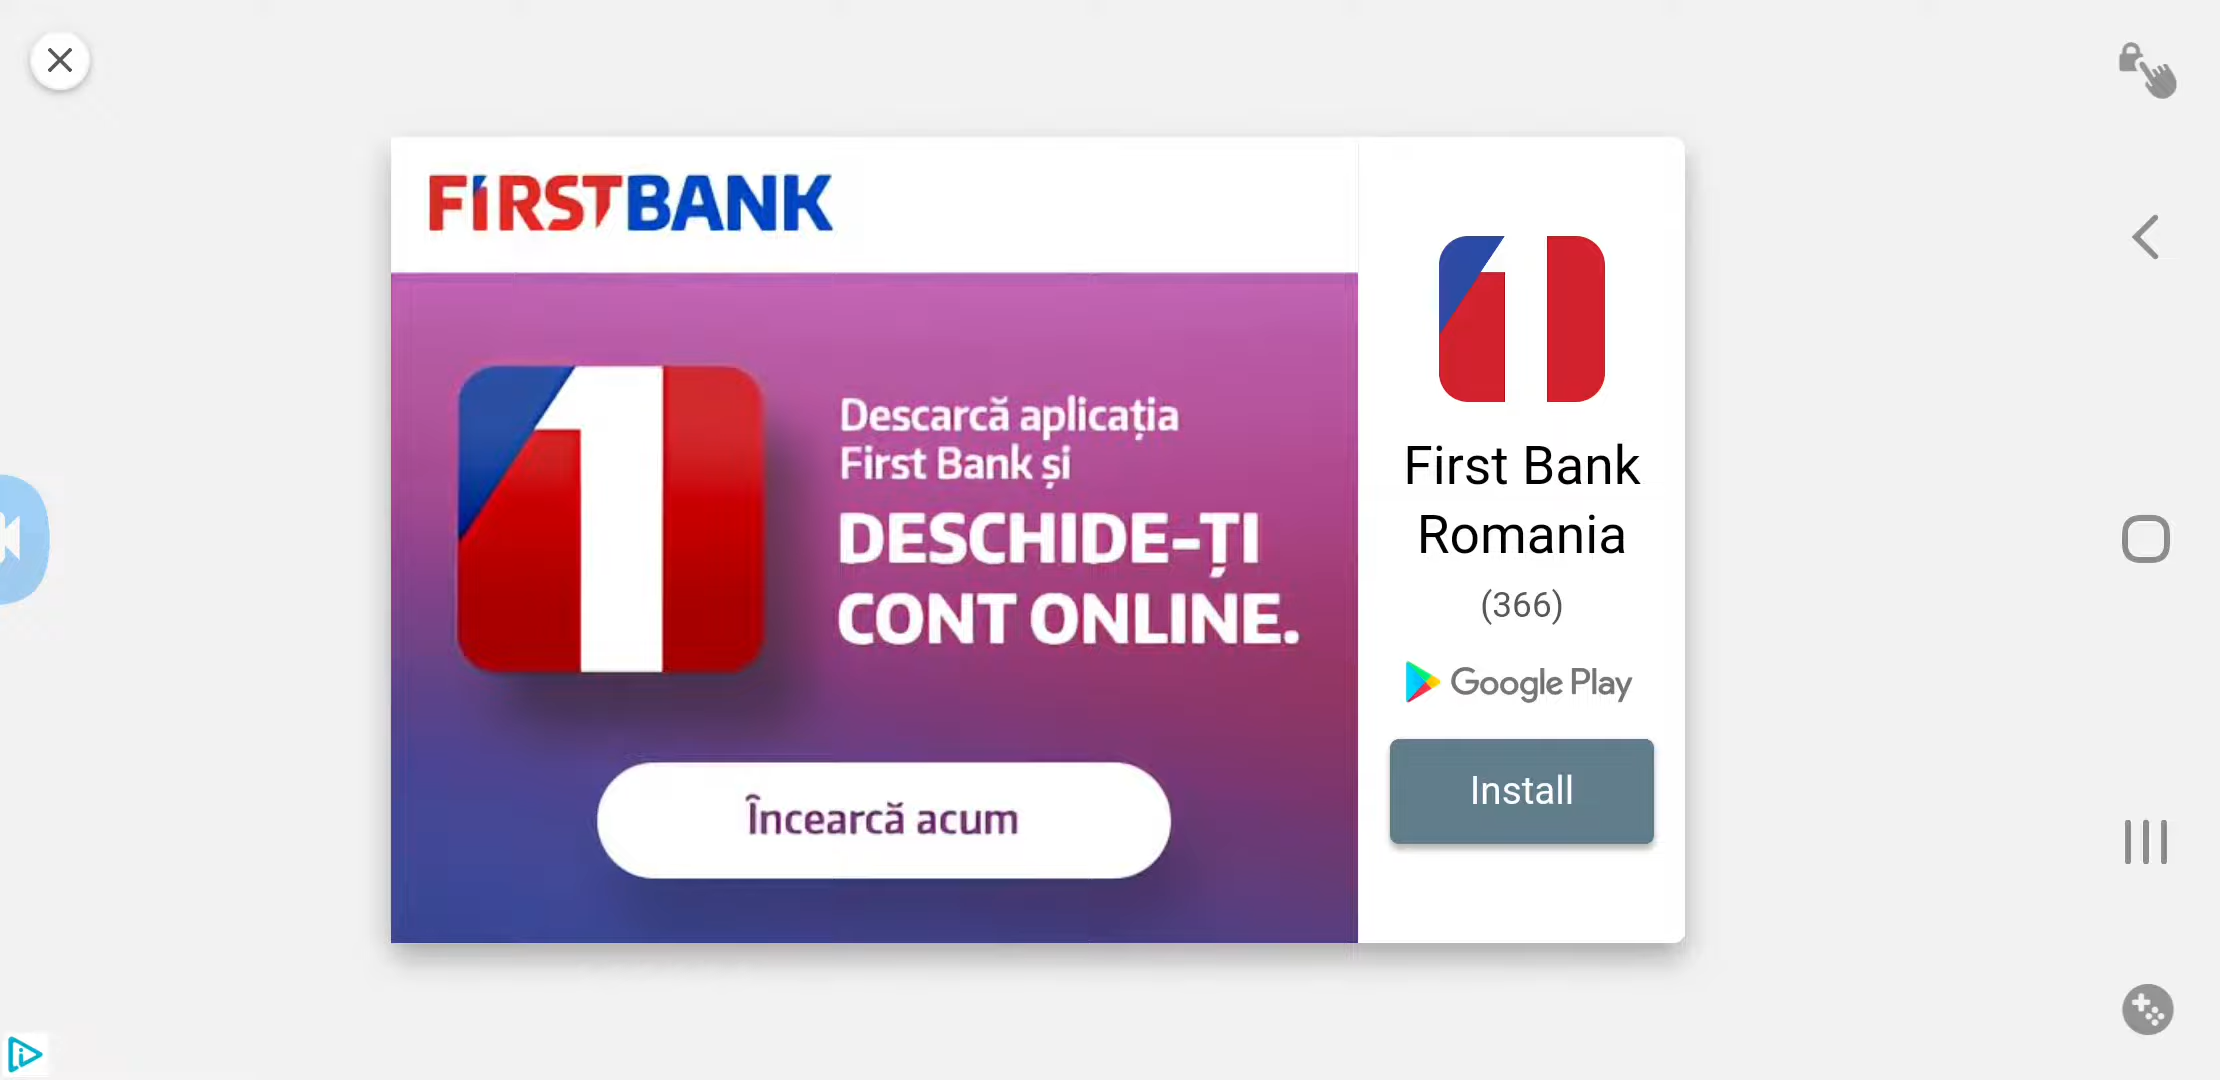 FIRSTBANK
Descarcă aplicația
First Bank și
DESCHIDE-ȚI
CONT ONLINE.
Încearcă acum
First Bank
Romania
(366)
Google Play
Install